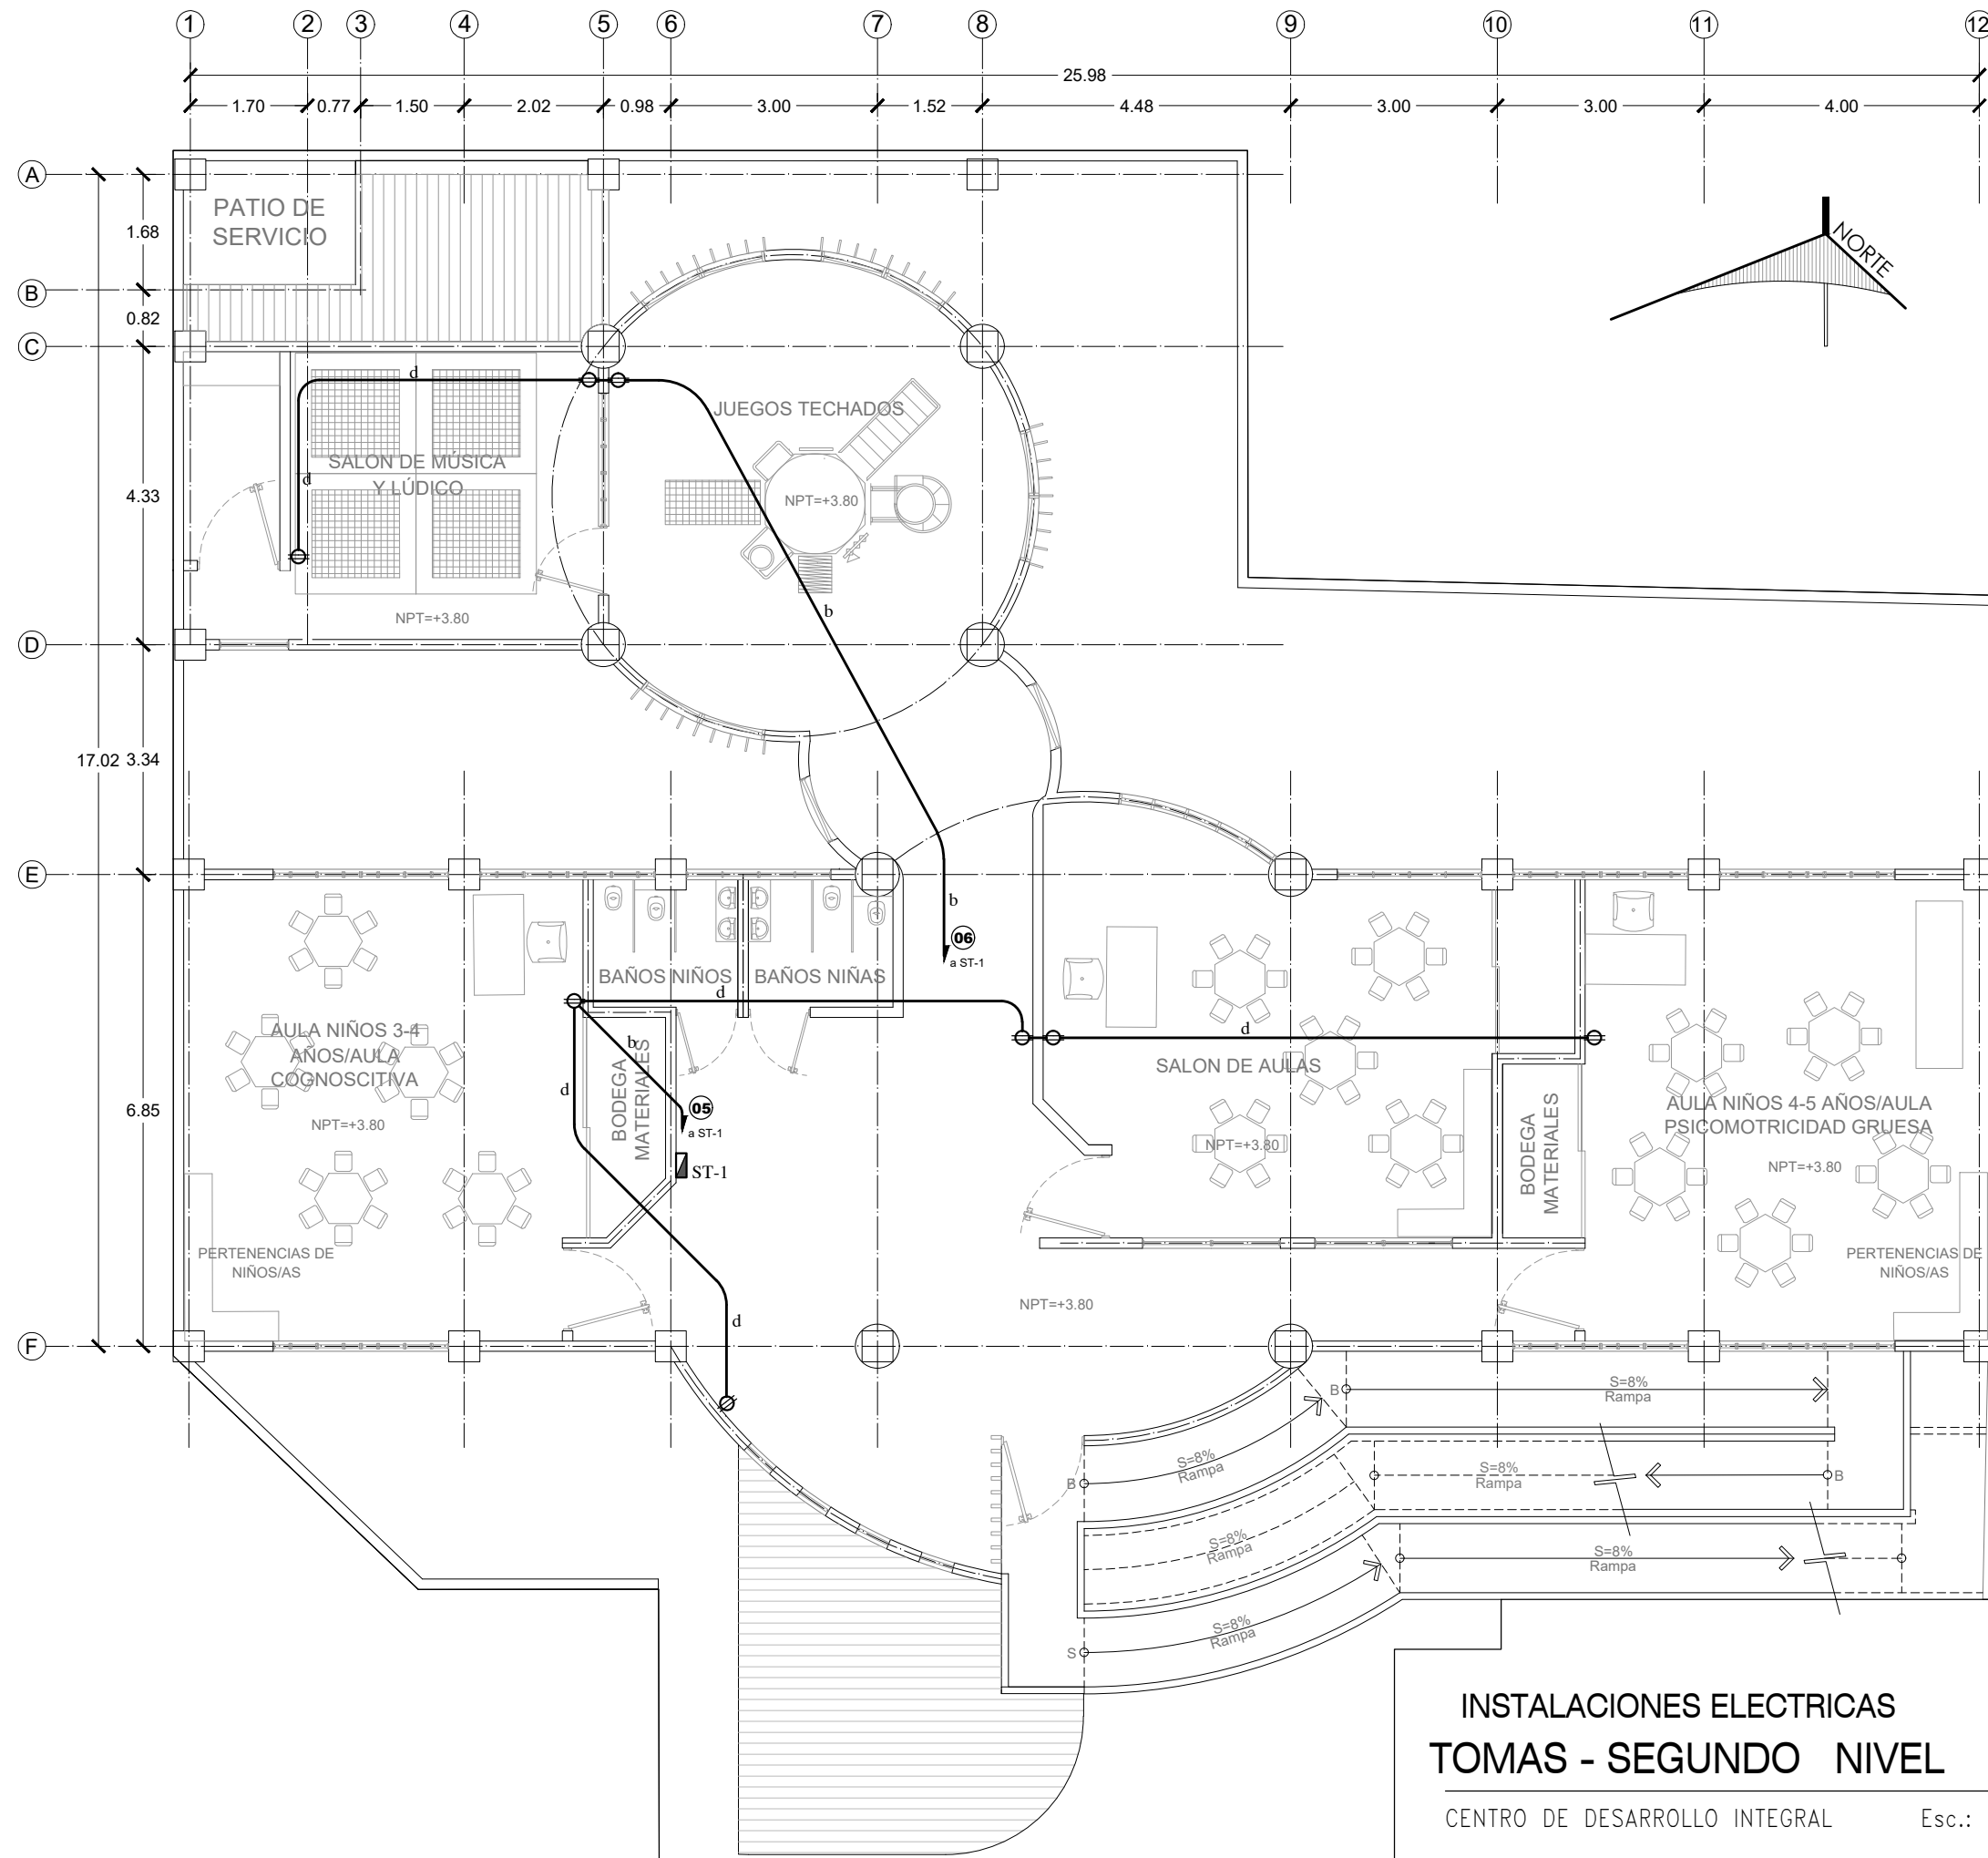 1 2 3 4 5 6 7 8 9 10 11 12
25.98
1.70 0.77 1.50 2.02 0.98 3.00 1.52 4.48 3.00 3.00 4.00
A
PATIO DE
SERVICIO
1.68
NORTE
B
0.82
C
d
JUEGOS TECHADOS
SALON DE MÚSICA
Y LÚDICO
d
4.33
NPT=+3.80
NPT=+3.80
b
D
17.02 3.34
E
b
06
a ST-1
BAÑOS NIÑOS
BAÑOS NIÑAS
d
AULA NIÑOS 3-4
AÑOS/AULA
COGNOSCITIVA
NPT=+3.80
b
d
BODEGA
MATERIALES
05
a ST-1
ST-1
d
SALON DE AULAS
NPT=+3.80
BODEGA
MATERIALES
AULA NIÑOS 4-5 AÑOS/AULA
PSICOMOTRICIDAD GRUESA
NPT=+3.80
6.85
PERTENENCIAS DE
NIÑOS/AS
PERTENENCIAS DE
NIÑOS/AS
NPT=+3.80
d
F
B
S=8%
Rampa
B
S=8%
Rampa
S=8%
Rampa
B
S=8%
Rampa
S=8%
Rampa
S
S=8%
Rampa
INSTALACIONES ELECTRICAS
TOMAS - SEGUNDO NIVEL
CENTRO DE DESARROLLO INTEGRAL Esc.: